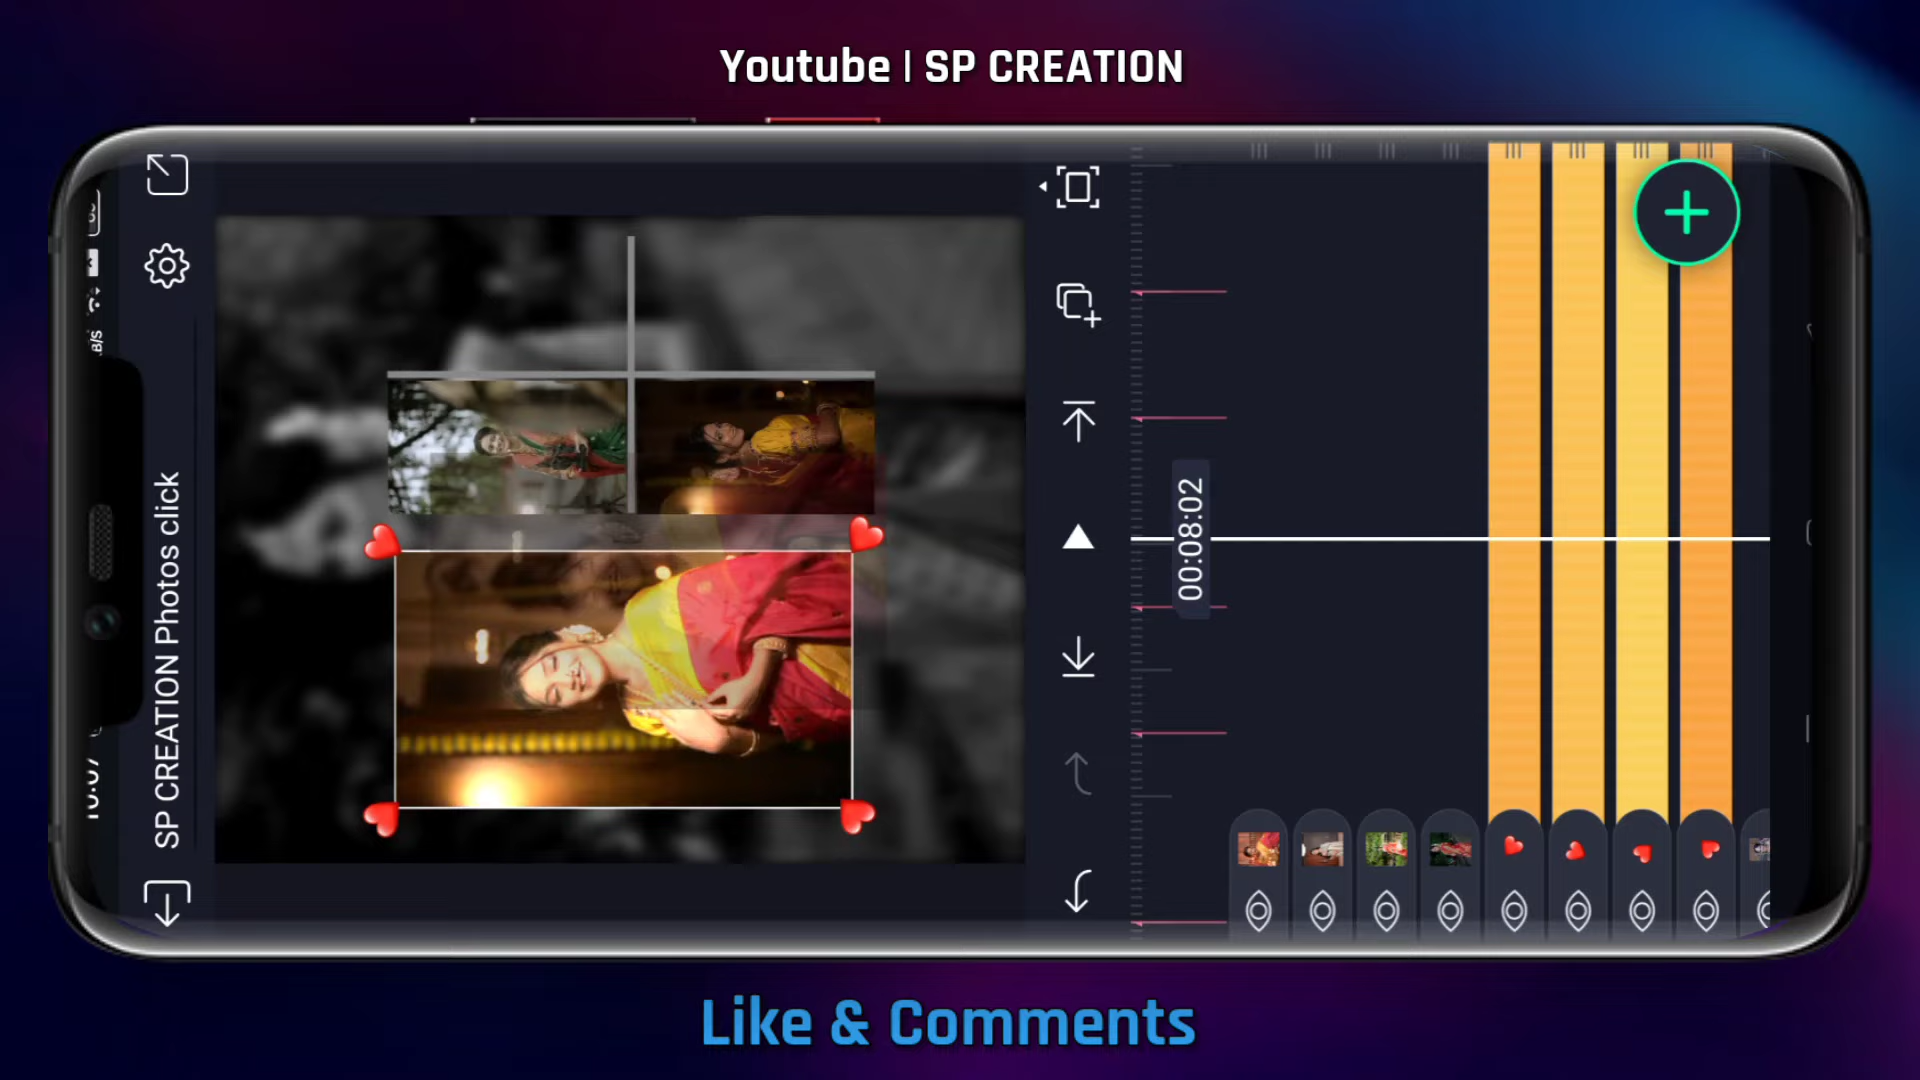 Youtube | SP CREATION
SP CREATION Photos click
00:08:02
Like & Comments